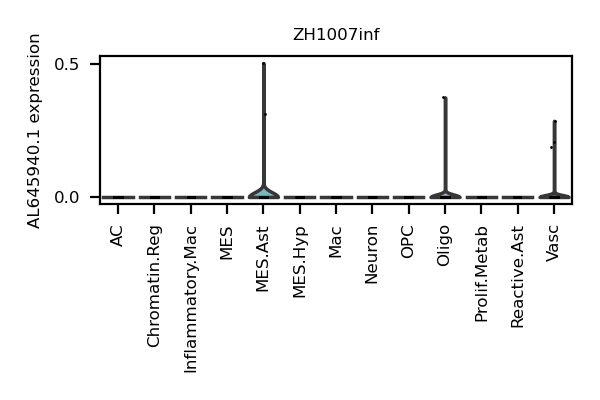 ZH1007inf
AL645940.1 expression
0.5
0.0
AC
Chromatin.Reg
Inflammatory.Mac
MES
MES.Ast
MES.Hyp
Mac
Neuron
OPC
Oligo
Prolif.Metab
Reactive.Ast
Vasc